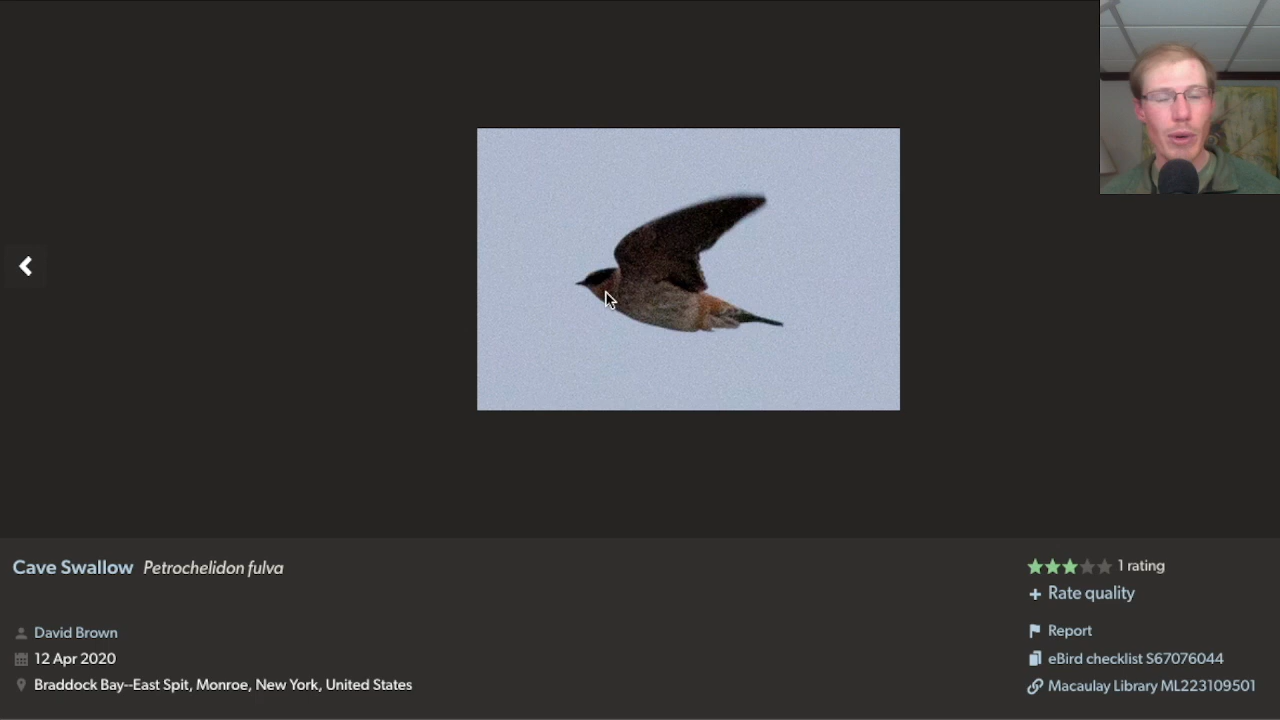 Cave Swallow Petrochelidon fulva
David Brown
12 Apr 2020
Braddock Bay--East Spit, Monroe, New York, United States
1 rating
+ Rate quality
Report
eBird checklist S67076044
Macaulay Library ML223109501